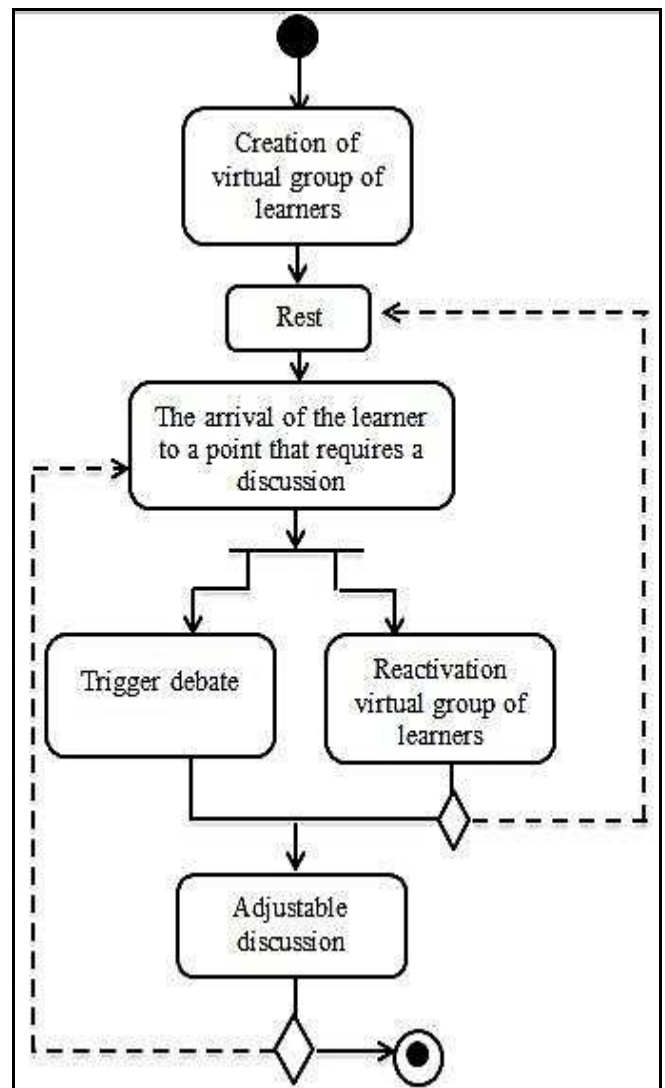 Creation of
virtual group of
learners
Rest
The arrival of the learner
to a point that requires a
discussion
Trigger debate
Reactivation
virtual group of
learners
Adjustable
discussion